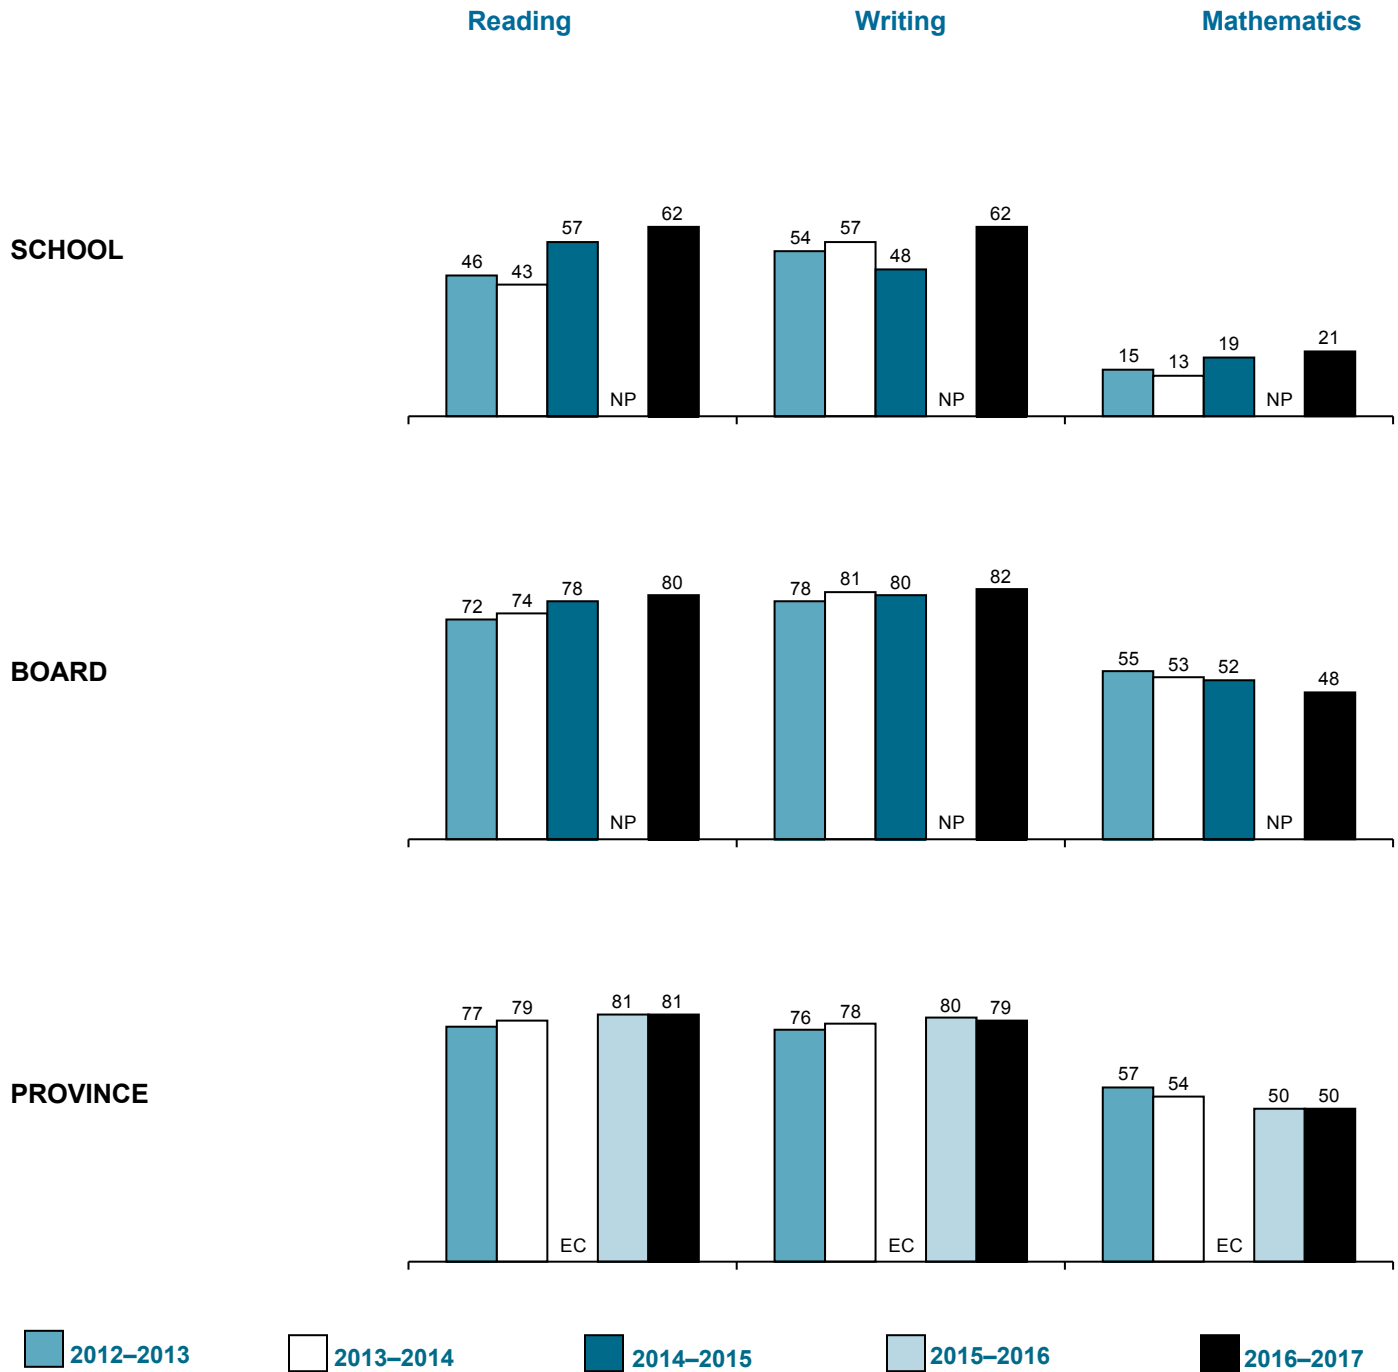 Reading Writing Mathematics
SCHOOL
46 43 57 NP 62 54 57 48 NP 62 15 13 19 NP 21
BOARD
72 74 78 NP 80 78 81 80 NP 82 55 53 52 NP 48
PROVINCE
77 79 EC 81 81 76 78 EC 80 79 57 54 EC 50 50
2012–2013 2013–2014 2014–2015 2015–2016 2016–2017